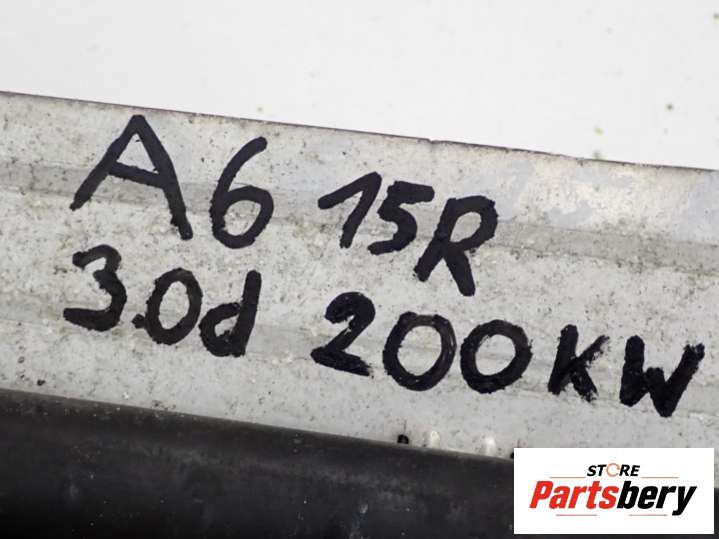 A6 15R
3.0d 200KW
STORE
Partsbery